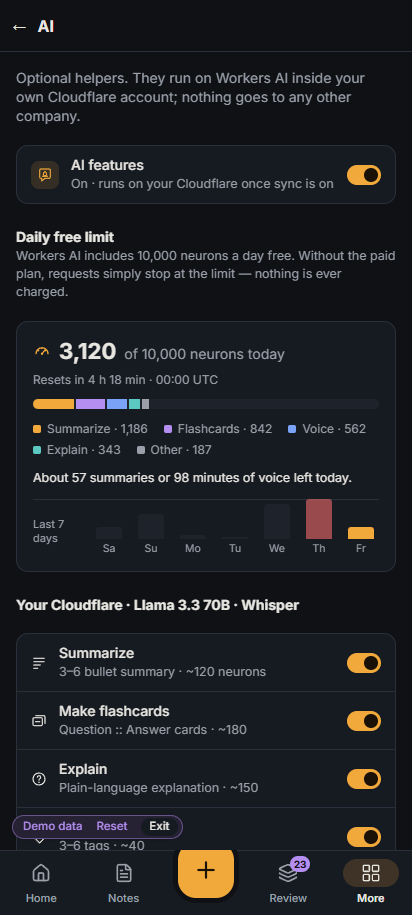 ← AI
Optional helpers. They run on Workers AI inside your
own Cloudflare account; nothing goes to any other
company.
AI features
On · runs on your Cloudflare once sync is on
Daily free limit
Workers AI includes 10,000 neurons a day free. Without the paid
plan, requests simply stop at the limit — nothing is ever
charged.
3,120 of 10,000 neurons today
Resets in 4 h 18 min · 00:00 UTC
Summarize · 1,186 Flashcards · 842 Voice · 562
Explain · 343 Other · 187
About 57 summaries or 98 minutes of voice left today.
Last 7
days
Sa Su Mo Tu We Th Fr
Your Cloudflare · Llama 3.3 70B · Whisper
Summarize
3–6 bullet summary · ~120 neurons
Make flashcards
Question :: Answer cards · ~180
Explain
Plain-language explanation · ~150
Demo data Reset Exit
3–6 tags · ~40
23
Home Notes + Review More